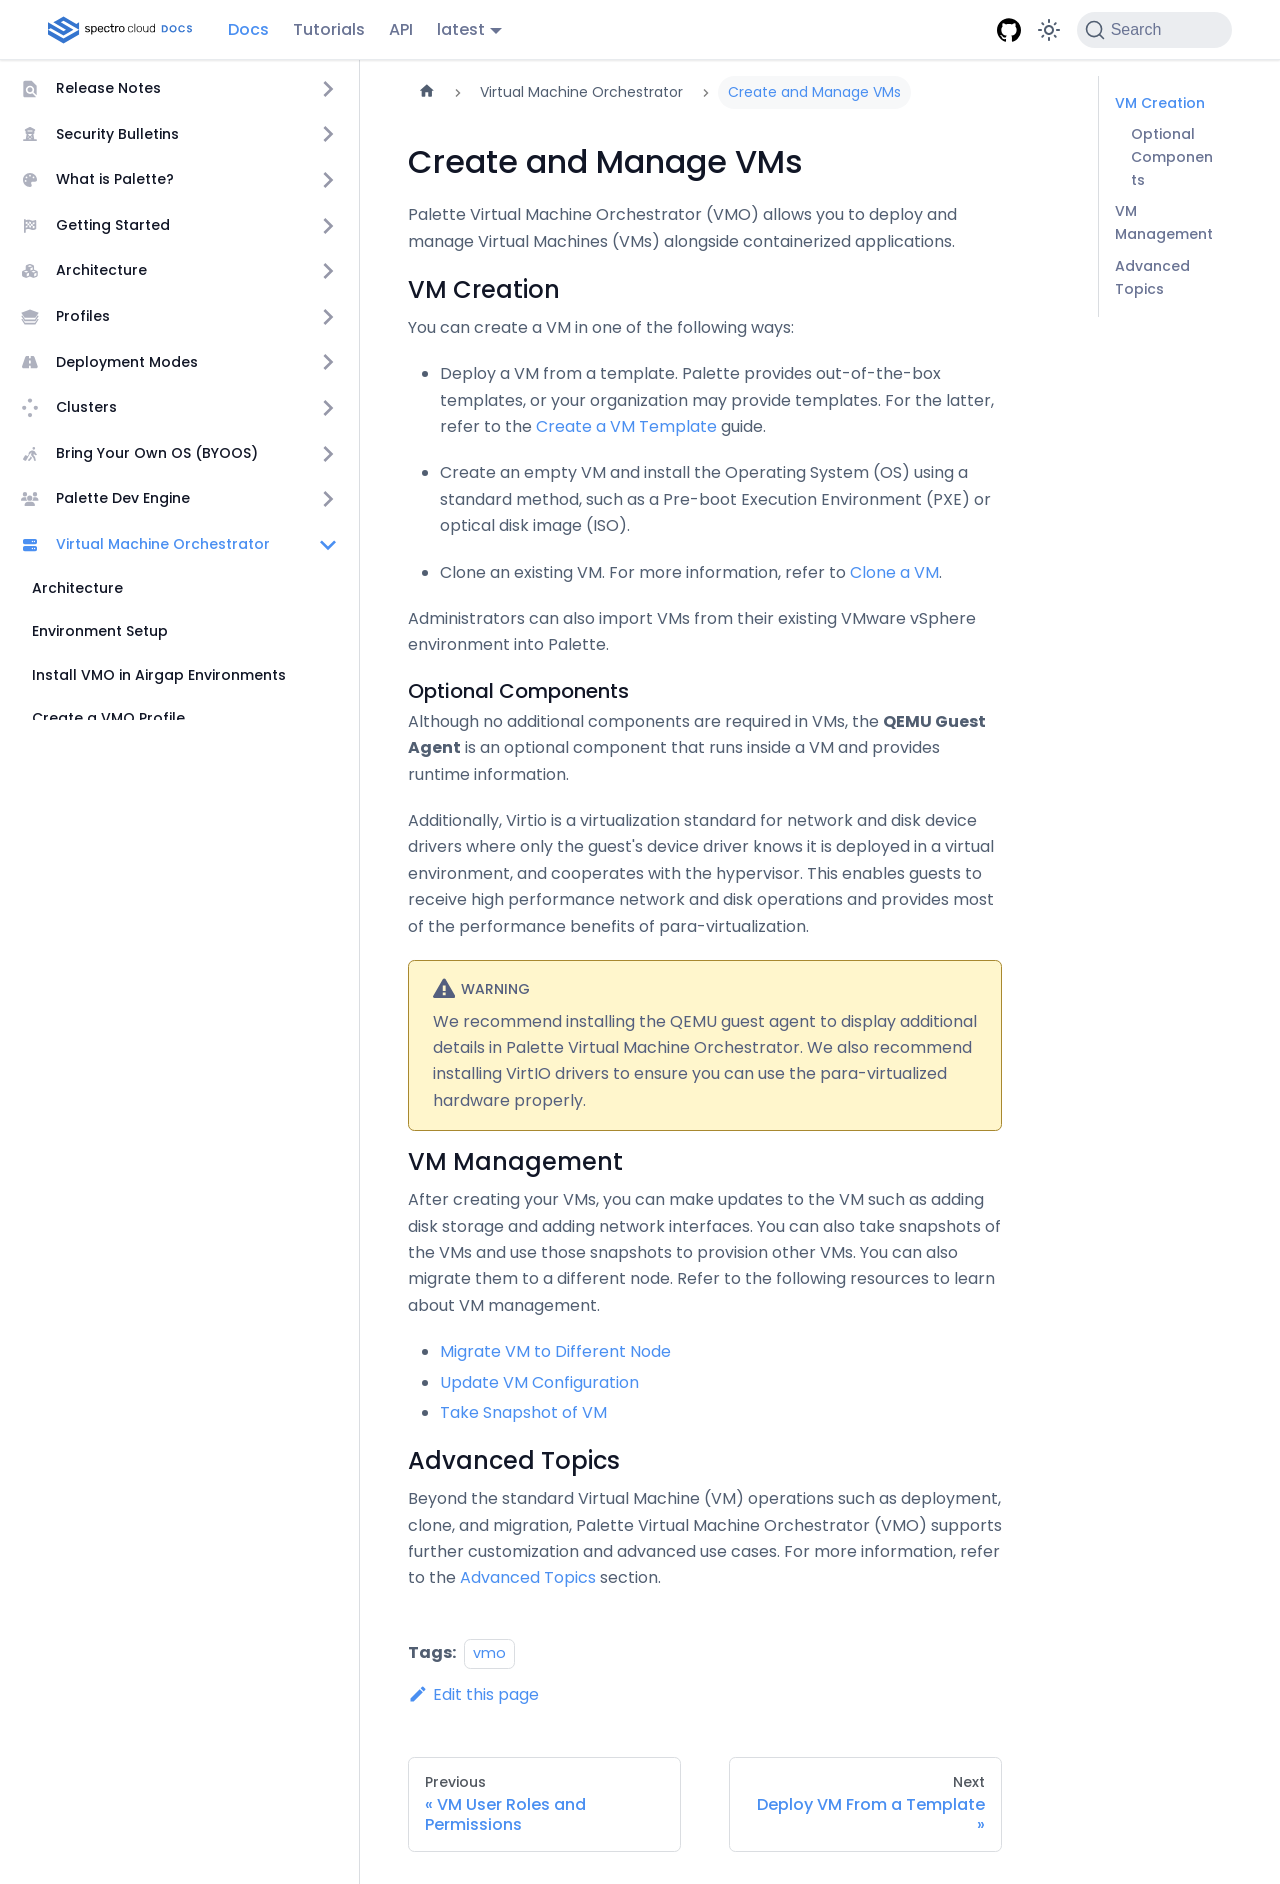 spectro cloud DOCS
Docs
Tutorials
API
latest
Search
Release Notes
Security Bulletins
What is Palette?
Getting Started
Architecture
Profiles
Deployment Modes
Clusters
Bring Your Own OS (BYOOS)
Palette Dev Engine
Virtual Machine Orchestrator
Architecture
Environment Setup
Install VMO in Airgap Environments
Create a VMO Profile
Virtual Machine Orchestrator
Create and Manage VMs
Create and Manage VMs
Palette Virtual Machine Orchestrator (VMO) allows you to deploy and
manage Virtual Machines (VMs) alongside containerized applications.
VM Creation
You can create a VM in one of the following ways:
Deploy a VM from a template. Palette provides out-of-the-box
templates, or your organization may provide templates. For the latter,
refer to the Create a VM Template guide.
Create an empty VM and install the Operating System (OS) using a
standard method, such as a Pre-boot Execution Environment (PXE) or
optical disk image (ISO).
Clone an existing VM. For more information, refer to Clone a VM.
Administrators can also import VMs from their existing VMware vSphere
environment into Palette.
Optional Components
Although no additional components are required in VMs, the QEMU Guest
Agent is an optional component that runs inside a VM and provides
runtime information.
Additionally, Virtio is a virtualization standard for network and disk device
drivers where only the guest's device driver knows it is deployed in a virtual
environment, and cooperates with the hypervisor. This enables guests to
receive high performance network and disk operations and provides most
of the performance benefits of para-virtualization.
WARNING
We recommend installing the QEMU guest agent to display additional
details in Palette Virtual Machine Orchestrator. We also recommend
installing VirtIO drivers to ensure you can use the para-virtualized
hardware properly.
VM Management
After creating your VMs, you can make updates to the VM such as adding
disk storage and adding network interfaces. You can also take snapshots of
the VMs and use those snapshots to provision other VMs. You can also
migrate them to a different node. Refer to the following resources to learn
about VM management.
Migrate VM to Different Node
Update VM Configuration
Take Snapshot of VM
Advanced Topics
Beyond the standard Virtual Machine (VM) operations such as deployment,
clone, and migration, Palette Virtual Machine Orchestrator (VMO) supports
further customization and advanced use cases. For more information, refer
to the Advanced Topics section.
Tags: vmo
Edit this page
Previous
« VM User Roles and
Permissions
Next
Deploy VM From a Template
»
VM Creation
Optional
Componen
ts
VM
Management
Advanced
Topics